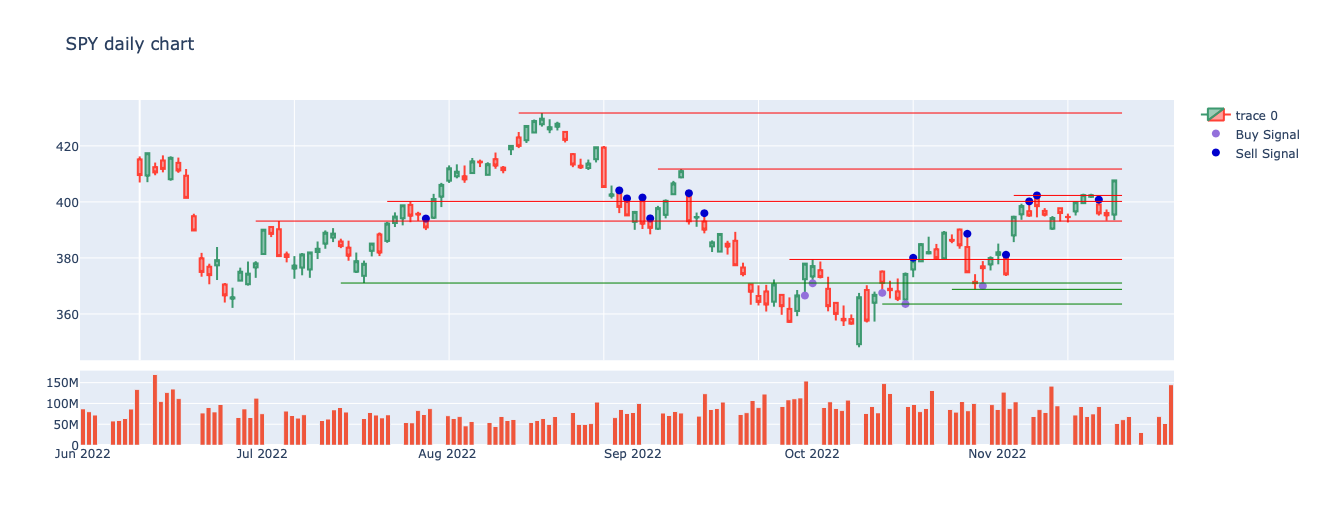 SPY daily chart
trace 0
Buy Signal
Sell Signal
420
400
380
360
150M
100M
50M
0
Jun 2022
Jul 2022
Aug 2022
Sep 2022
Oct 2022
Nov 2022